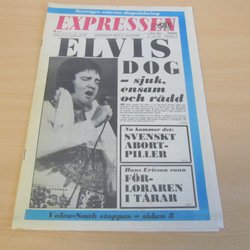 Sveriges största dagstidning
EXPRESSEN
ELVIS
DOG
– sjuk,
ensam
och rädd
Nu kommer det:
SVENSKT
ABORT-
PILLER
Hans Ericson vann
FÖR-
LORAREN
I TÅRAR
Volvo-Saab stoppas – sidan 8